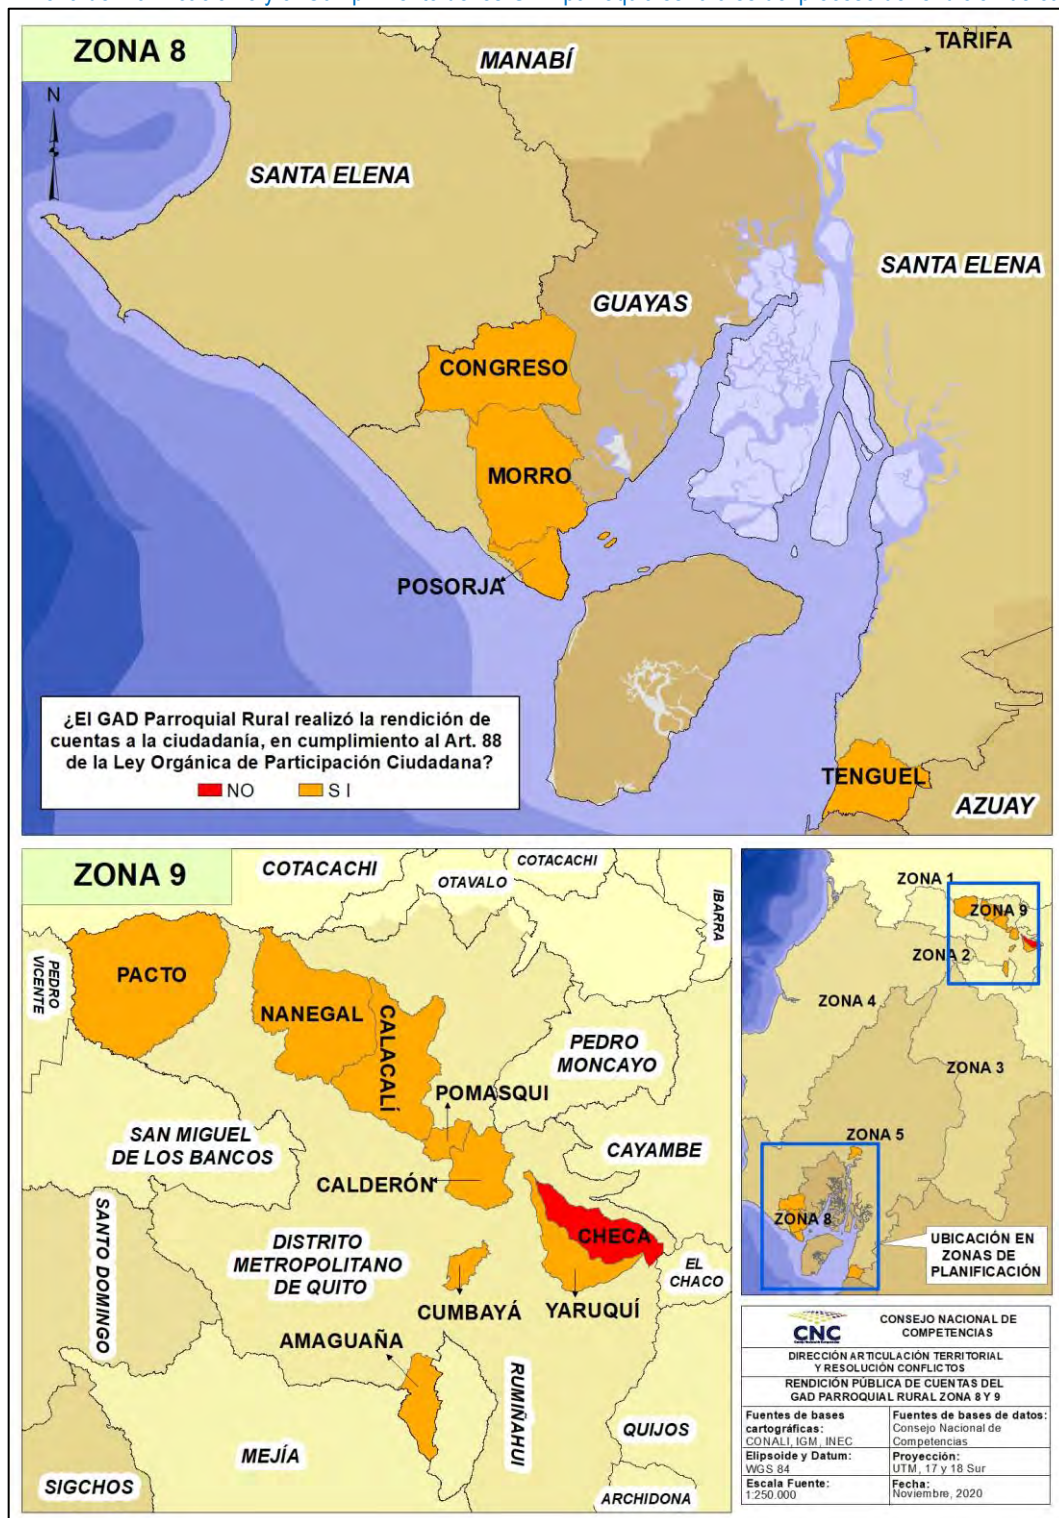 ZONA 8
N
MANABÍ
TARIFA
SANTA ELENA
SANTA ELENA
GUAYAS
CONGRESO
MORRO
POSORJA
¿El GAD Parroquial Rural realizó la rendición de
cuentas a la ciudadanía, en cumplimiento al Art. 88
de la Ley Orgánica de Participación Ciudadana?
NO SI
TENGUEL
AZUAY
ZONA 9
COTACACHI
COTACACHI
OTAVALO
IBARRA
PEDRO
VICENTE
PACTO
NANEGAL
CALACALÍ
PEDRO
MONCAYO
POMASQUI
SAN MIGUEL
DE LOS BANCOS
CAYAMBE
CALDERÓN
SANTO DOMINGO
DISTRITO
METROPOLITANO
DE QUITO
CHECA
EL
CHACO
CUMBAYÁ
YARUQUÍ
AMAGUAÑA
RUMIÑAHUI
QUIJOS
MEJÍA
SIGCHOS
ARCHIDONA
ZONA 1
ZONA 9
ZONA 2
ZONA 4
ZONA 3
ZONA 5
ZONA 8
UBICACIÓN EN
ZONAS DE
PLANIFICACIÓN
CNC
CONSEJO NACIONAL DE
COMPETENCIAS
DIRECCIÓN ARTICULACIÓN TERRITORIAL
Y RESOLUCIÓN CONFLICTOS
RENDICIÓN PÚBLICA DE CUENTAS DEL
GAD PARROQUIAL RURAL ZONA 8 Y 9
Fuentes de bases
cartográficas:
CONALI, IGM, INEC
Fuentes de bases de datos:
Consejo Nacional de
Competencias
Elipsoide y Datum:
WGS 84
Proyección:
UTM, 17 y 18 Sur
Escala Fuente:
1:250.000
Fecha:
Noviembre, 2020